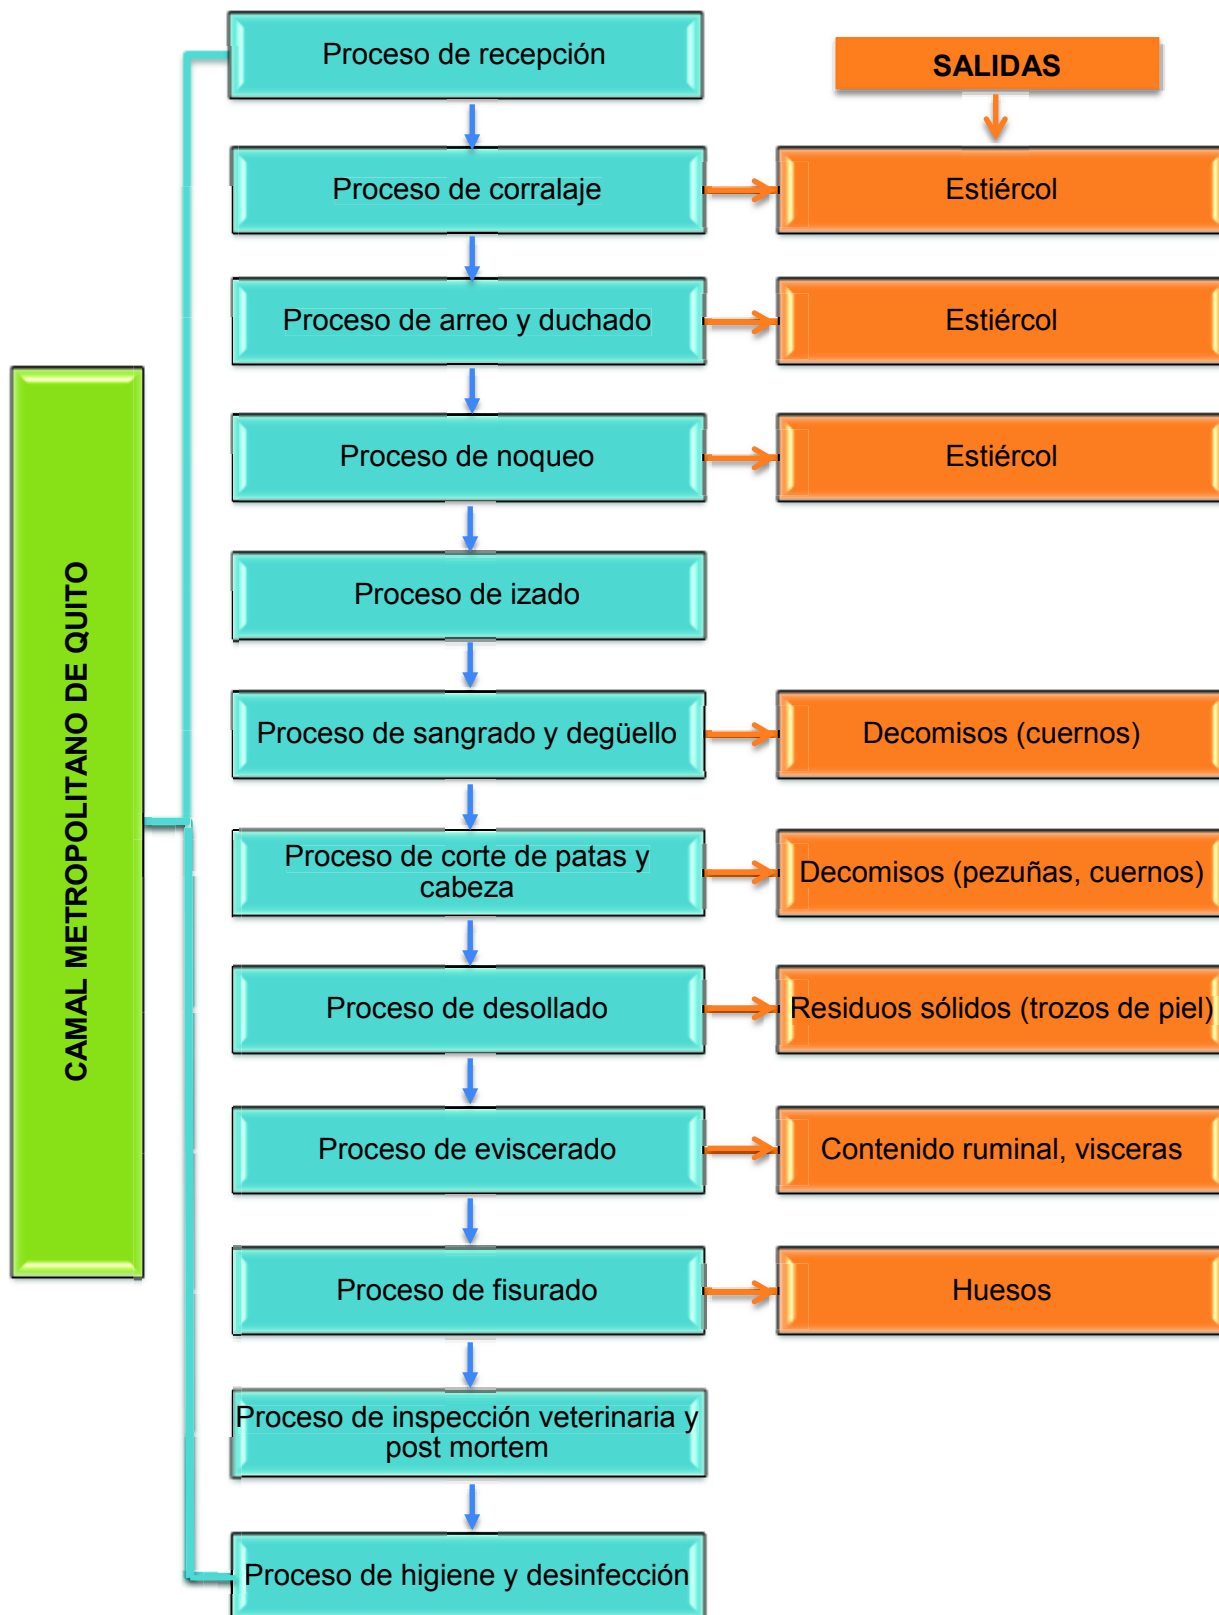 Proceso de recepción
SALIDAS
Proceso de corralaje
Estiércol
Proceso de arreo y duchado
Estiércol
Proceso de noqueo
Estiércol
Proceso de izado
CAMAL METROPOLITANO DE QUITO
Proceso de sangrado y degüello
Decomisos (cuernos)
Proceso de corte de patas y
cabeza
Decomisos (pezuñas, cuernos)
Proceso de desollado
Residuos sólidos (trozos de piel)
Proceso de eviscerado
Contenido ruminal, visceras
Proceso de fisurado
Huesos
Proceso de inspección veterinaria y
post mortem
Proceso de higiene y desinfección